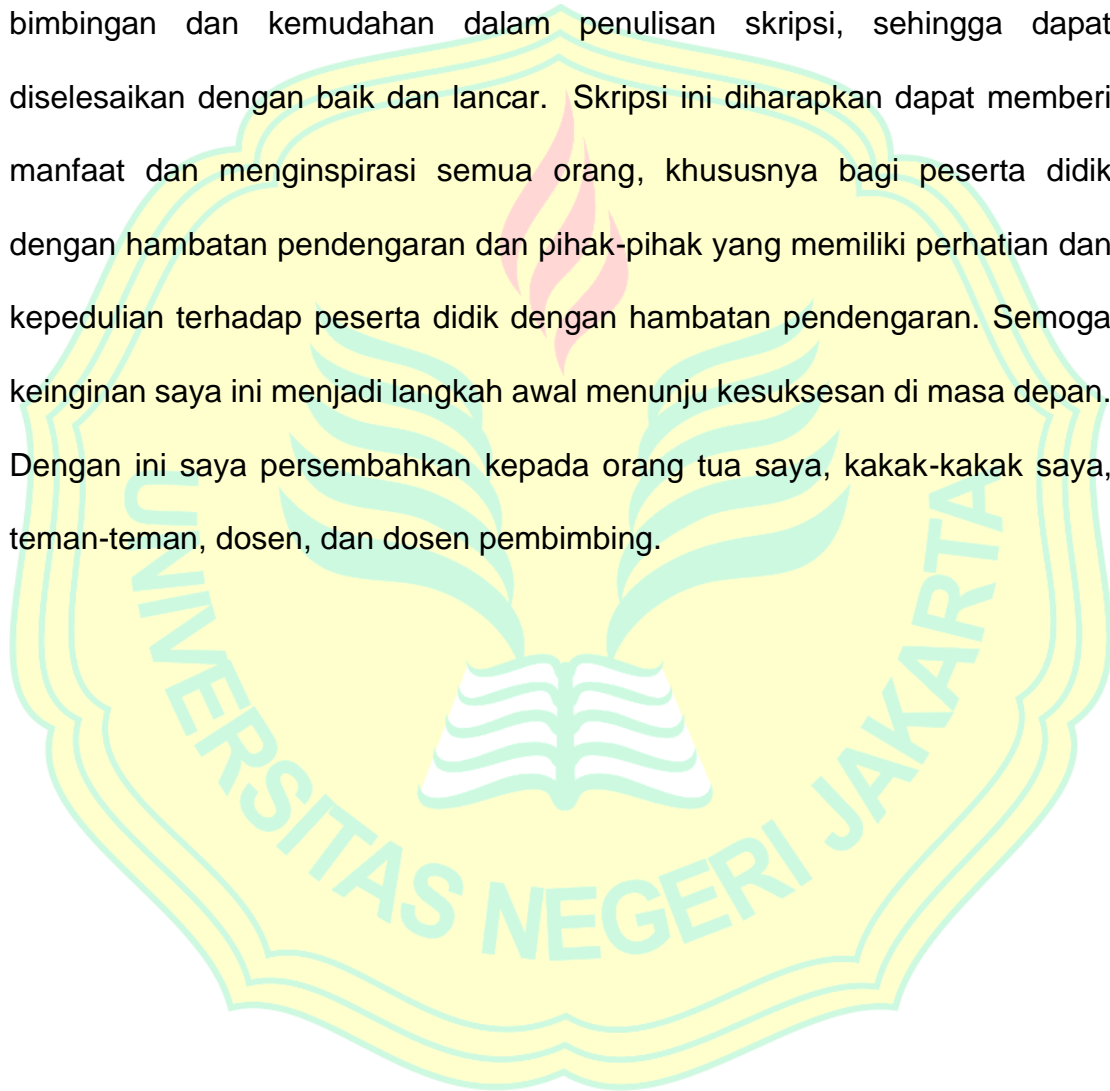 bimbingan dan kemudahan dalam penulisan skripsi, sehingga dapat
diselesaikan dengan baik dan lancar. Skripsi ini diharapkan dapat memberi
manfaat dan menginspirasi semua orang, khususnya bagi peserta didik
dengan hambatan pendengaran dan pihak-pihak yang memiliki perhatian dan
kepedulian terhadap peserta didik dengan hambatan pendengaran. Semoga
keinginan saya ini menjadi langkah awal menunju kesuksesan di masa depan.
Dengan ini saya persembahkan kepada orang tua saya, kakak-kakak saya,
teman-teman, dosen, dan dosen pembimbing.
UNIVERSITAS NEGERI JAKARTA